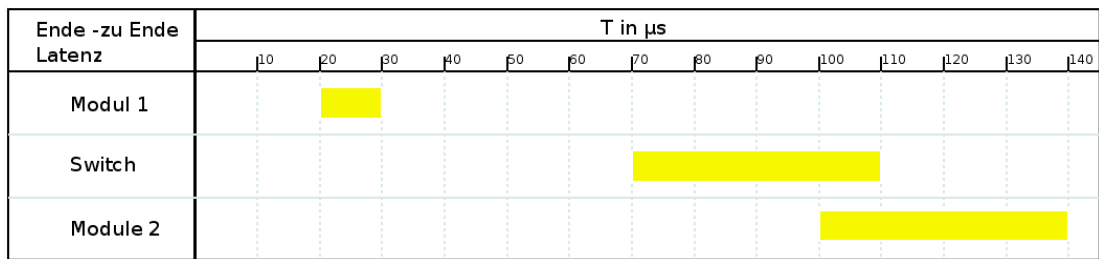 Ende -zu Ende
Latenz
T in µs
10 20 30 40 50 60 70 80 90 100 110 120 130 140
Modul 1
Switch
Module 2